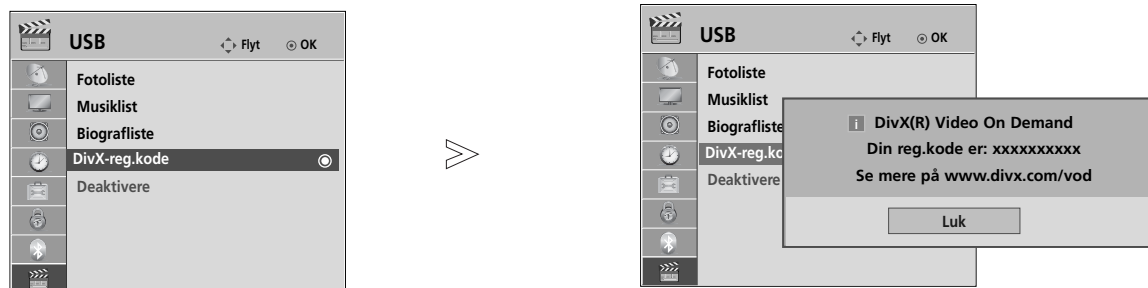 USB Flyt OK
Fotoliste
Musiklist
Biografliste
DivX-reg.kode
Deaktivere
USB Flyt OK
Fotoliste
Musiklist
Biografliste
DivX-reg.ko
Deaktivere
i DivX(R) Video On Demand
Din reg.kode er: xxxxxxxxxx
Se mere på www.divx.com/vod
Luk